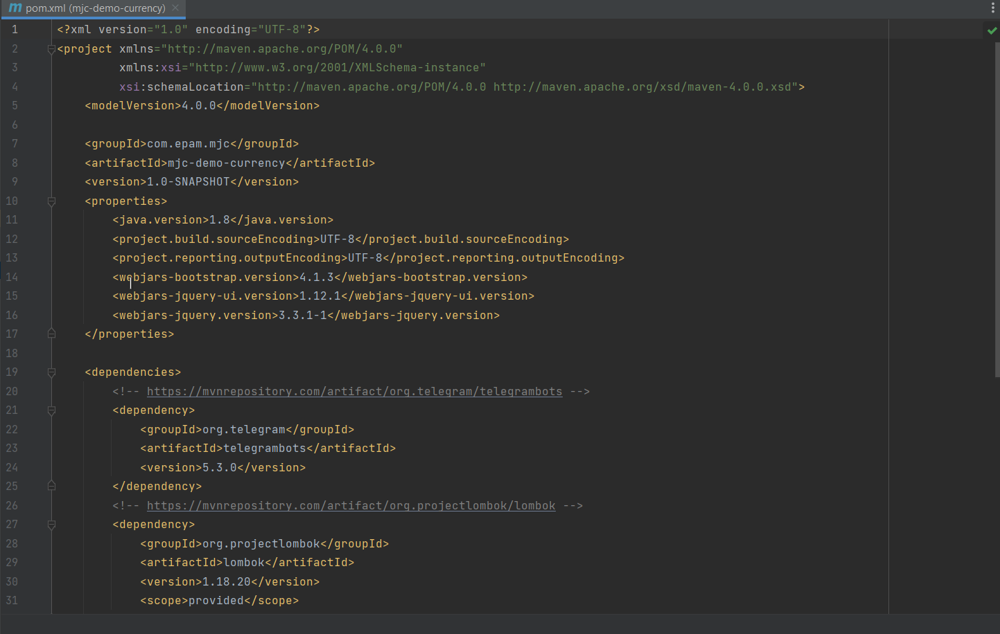 m pom.xml (mjc-demo-currency)
1 <?xml version="1.0" encoding="UTF-8"?>
2 <project xmlns="http://maven.apache.org/POM/4.0.0"
3 xmlns:xsi="http://www.w3.org/2001/XMLSchema-instance"
4 xsi:schemaLocation="http://maven.apache.org/POM/4.0.0 http://maven.apache.org/xsd/maven-4.0.0.xsd">
5 <modelVersion>4.0.0</modelVersion>
6
7 <groupId>com.epam.mjc</groupId>
8 <artifactId>mjc-demo-currency</artifactId>
9 <version>1.0-SNAPSHOT</version>
10 <properties>
11 <java.version>1.8</java.version>
12 <project.build.sourceEncoding>UTF-8</project.build.sourceEncoding>
13 <project.reporting.outputEncoding>UTF-8</project.reporting.outputEncoding>
14 <webjars-bootstrap.version>4.1.3</webjars-bootstrap.version>
15 <webjars-jquery-ui.version>1.12.1</webjars-jquery-ui.version>
16 <webjars-jquery.version>3.3.1-1</webjars-jquery.version>
17 </properties>
18
19 <dependencies>
20 <!-- https://mvnrepository.com/artifact/org.telegram/telegrambots -->
21 <dependency>
22 <groupId>org.telegram</groupId>
23 <artifactId>telegrambots</artifactId>
24 <version>5.3.0</version>
25 </dependency>
26 <!-- https://mvnrepository.com/artifact/org.projectlombok/lombok -->
27 <dependency>
28 <groupId>org.projectlombok</groupId>
29 <artifactId>lombok</artifactId>
30 <version>1.18.20</version>
31 <scope>provided</scope>